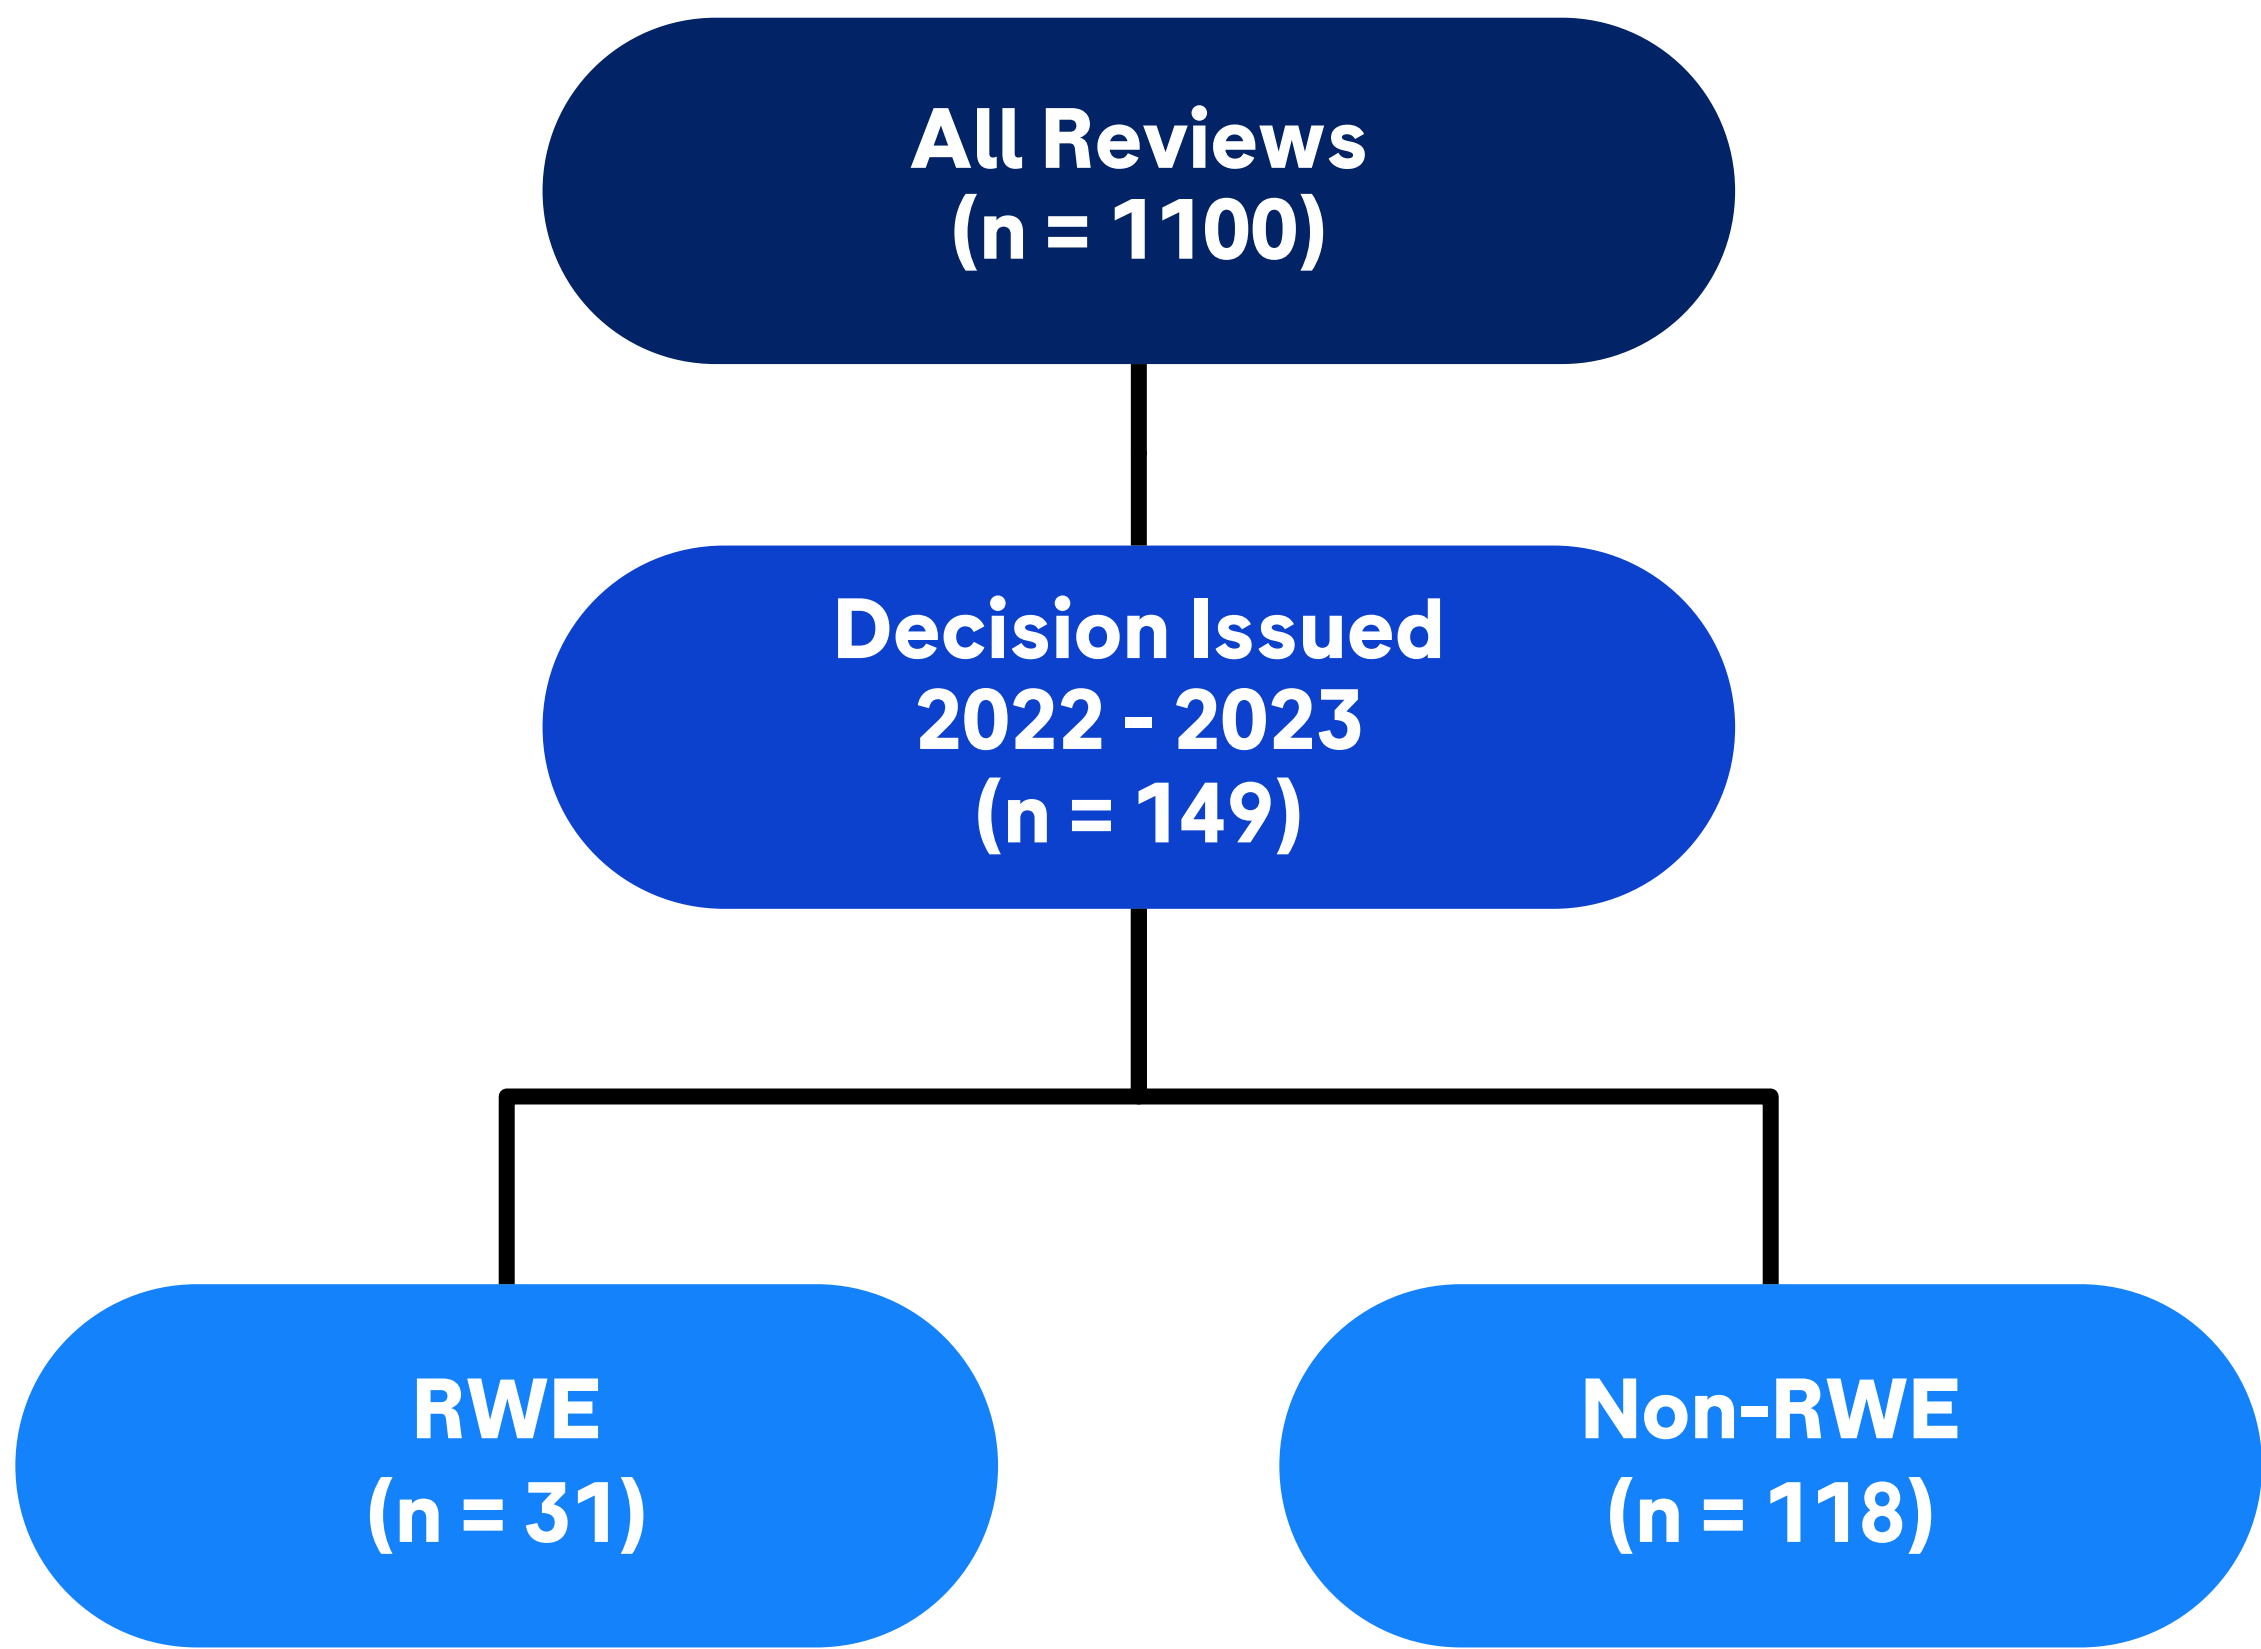 All Reviews
(n = 1100)
Decision Issued
2022 - 2023
(n = 149)
RWE
(n = 31)
Non-RWE
(n = 118)